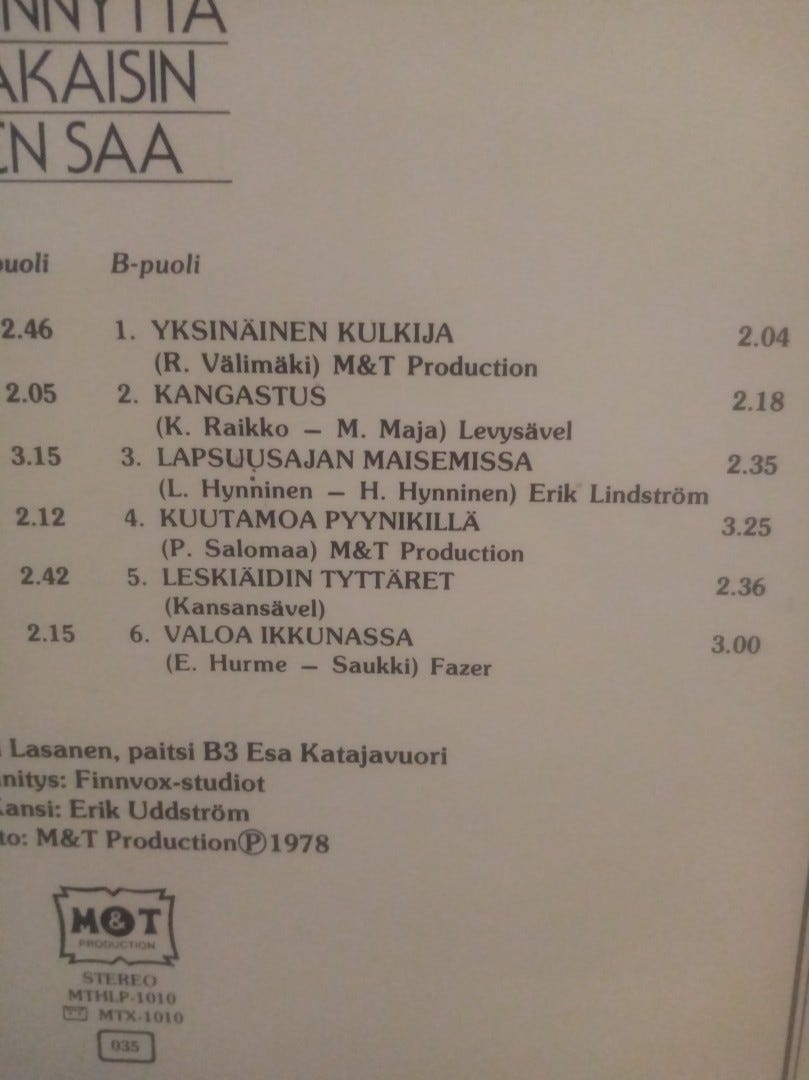 NNYTTÄ
AKAISIN
EN SAA
puoli B-puoli
2.46 1. YKSINÄINEN KULKIJA 2.04
(R. Välimäki) M&T Production
2.05 2. KANGASTUS 2.18
(K. Raikko – M. Maja) Levysävel
3.15 3. LAPSUUSAJAN MAISEMISSA 2.35
(L. Hynninen – H. Hynninen) Erik Lindström
2.12 4. KUUTAMOA PYYNIKILLÄ 3.25
(P. Salomaa) M&T Production
2.42 5. LESKIÄIDIN TYTTÄRET 2.36
(Kansansävel)
2.15 6. VALOA IKKUNASSA 3.00
(E. Hurme – Saukki) Fazer
i Lasanen, paitsi B3 Esa Katajavuori
nitys: Finnvox-studiot
Kansi: Erik Uddström
to: M&T Production Ⓟ 1978
M&T
PRODUCTION
STEREO
MTHLP-1010
MTX-1010
035